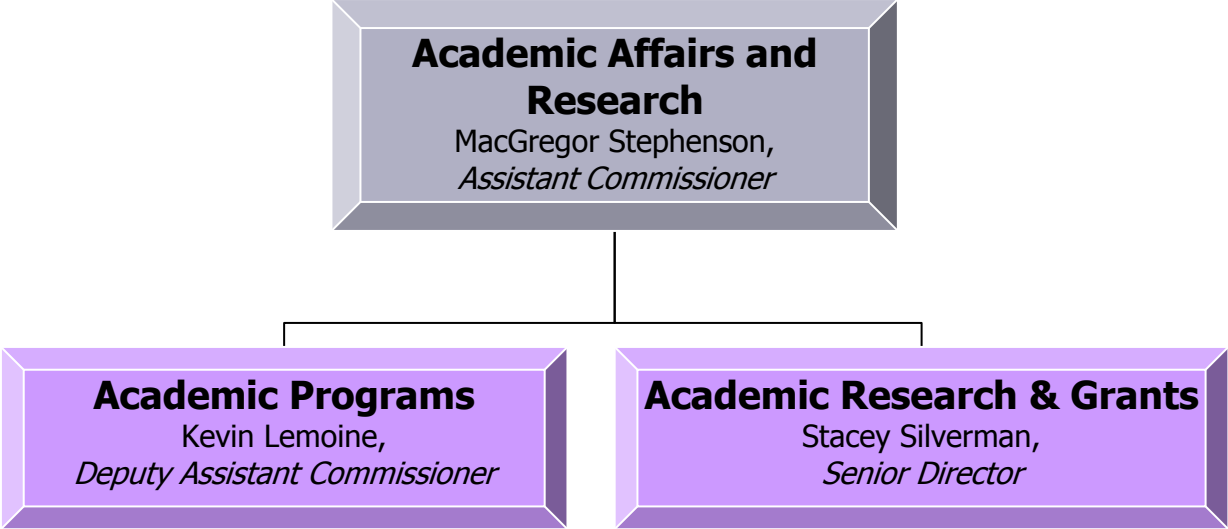 Academic Affairs and
Research
MacGregor Stephenson,
Assistant Commissioner
Academic Programs
Kevin Lemoine,
Deputy Assistant Commissioner
Academic Research & Grants
Stacey Silverman,
Senior Director